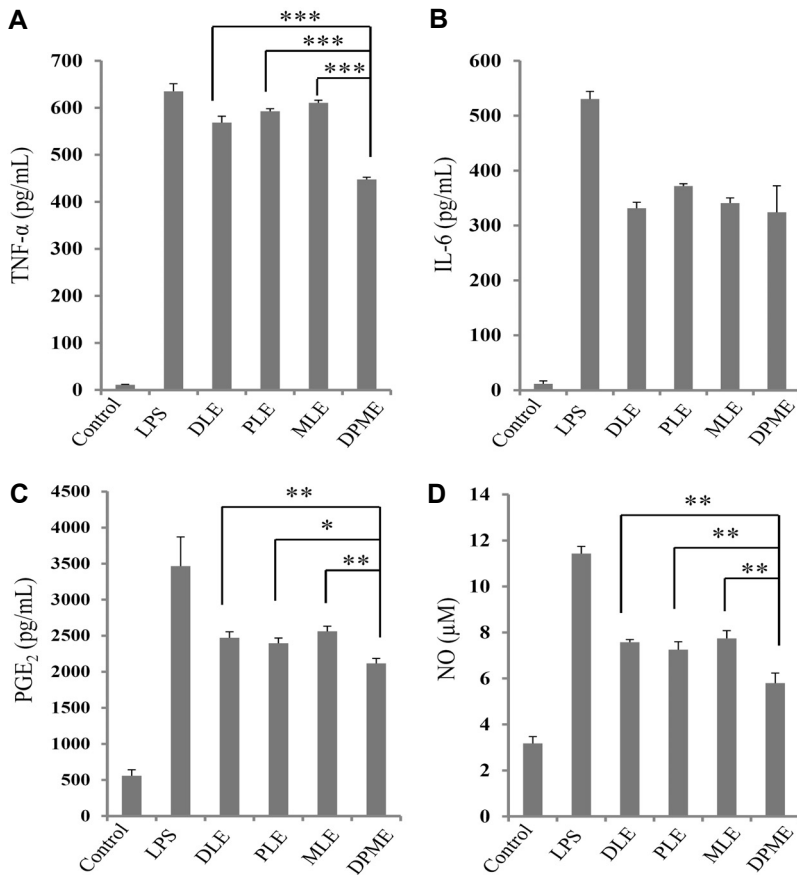 A
TNF-α (pg/mL)
700
600
500
400
300
200
100
0
***
***
***
Control
LPS
DLE
PLE
MLE
DPME
B
IL-6 (pg/mL)
600
500
400
300
200
100
0
Control
LPS
DLE
PLE
MLE
DPME
C
PGE₂ (pg/mL)
4500
4000
3500
3000
2500
2000
1500
1000
500
0
**
*
**
Control
LPS
DLE
PLE
MLE
DPME
D
NO (µM)
14
12
10
8
6
4
2
0
**
**
**
Control
LPS
DLE
PLE
MLE
DPME